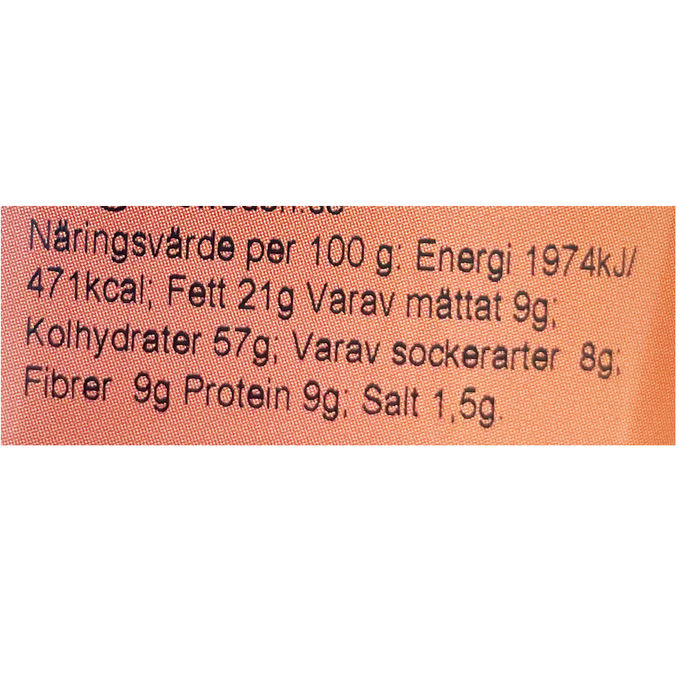 Näringsvärde per 100 g: Energi 1974kJ/
471kcal; Fett 21g Varav mättat 9g;
Kolhydrater 57g; Varav sockerarter 8g;
Fibrer 9g Protein 9g; Salt 1,5g.